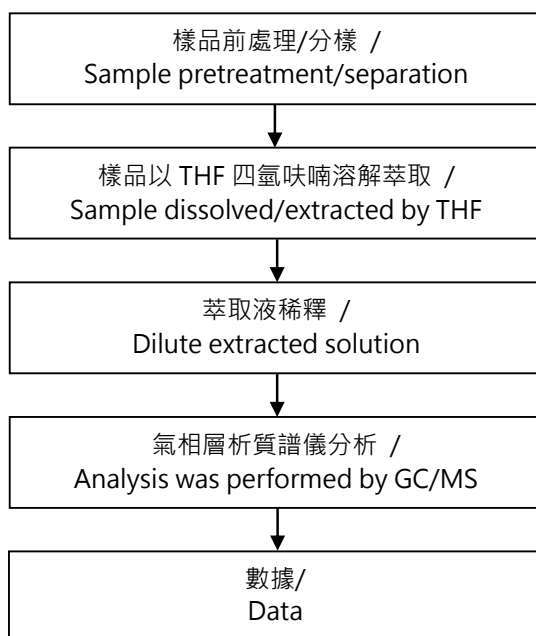 樣品前處理/分樣 /
Sample pretreatment/separation
樣品以 THF 四氫呋喃溶解萃取 /
Sample dissolved/extracted by THF
萃取液稀釋 /
Dilute extracted solution
氣相層析質譜儀分析 /
Analysis was performed by GC/MS
數據/
Data